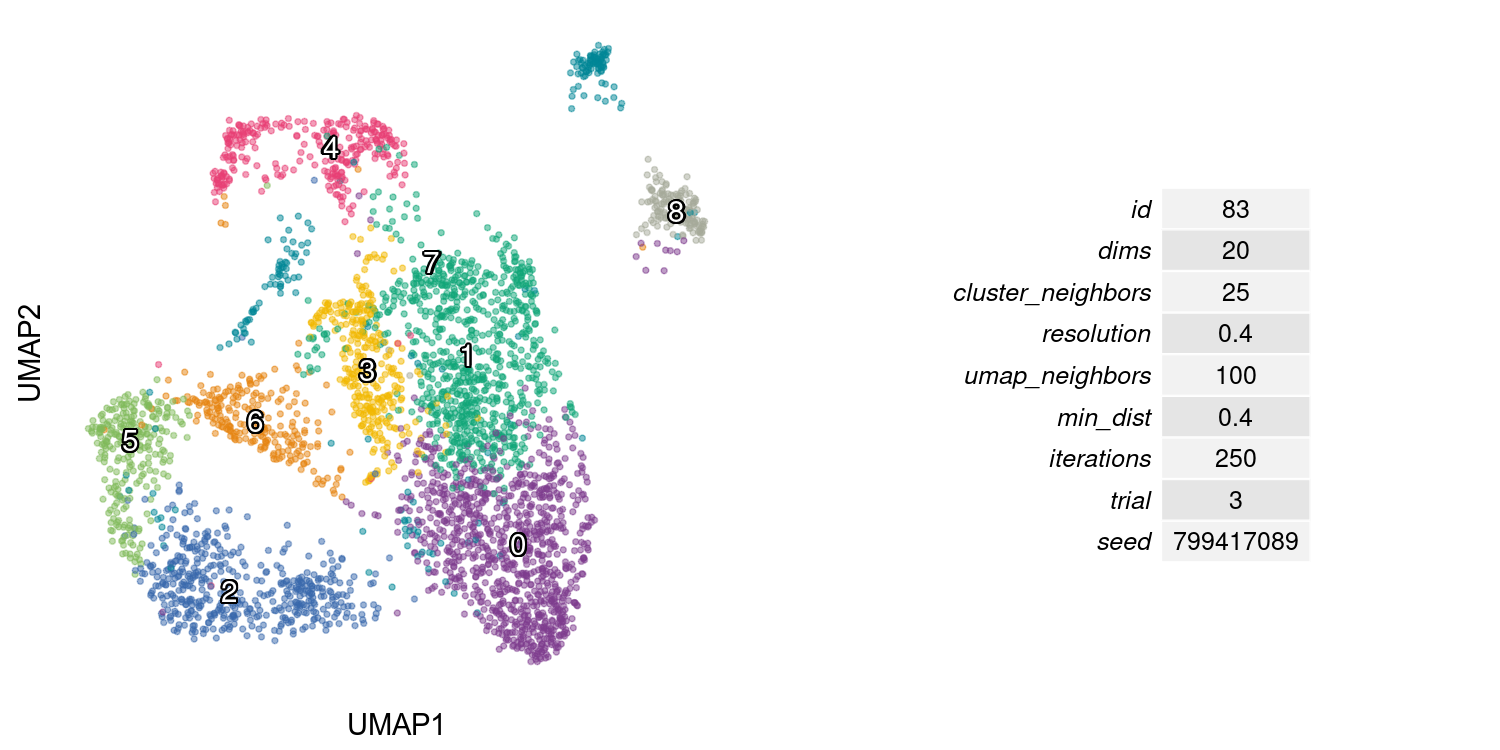 4
8
7
1
3
6
5
0
2
UMAP2
UMAP1
id 83
dims 20
cluster_neighbors 25
resolution 0.4
umap_neighbors 100
min_dist 0.4
iterations 250
trial 3
seed 799417089